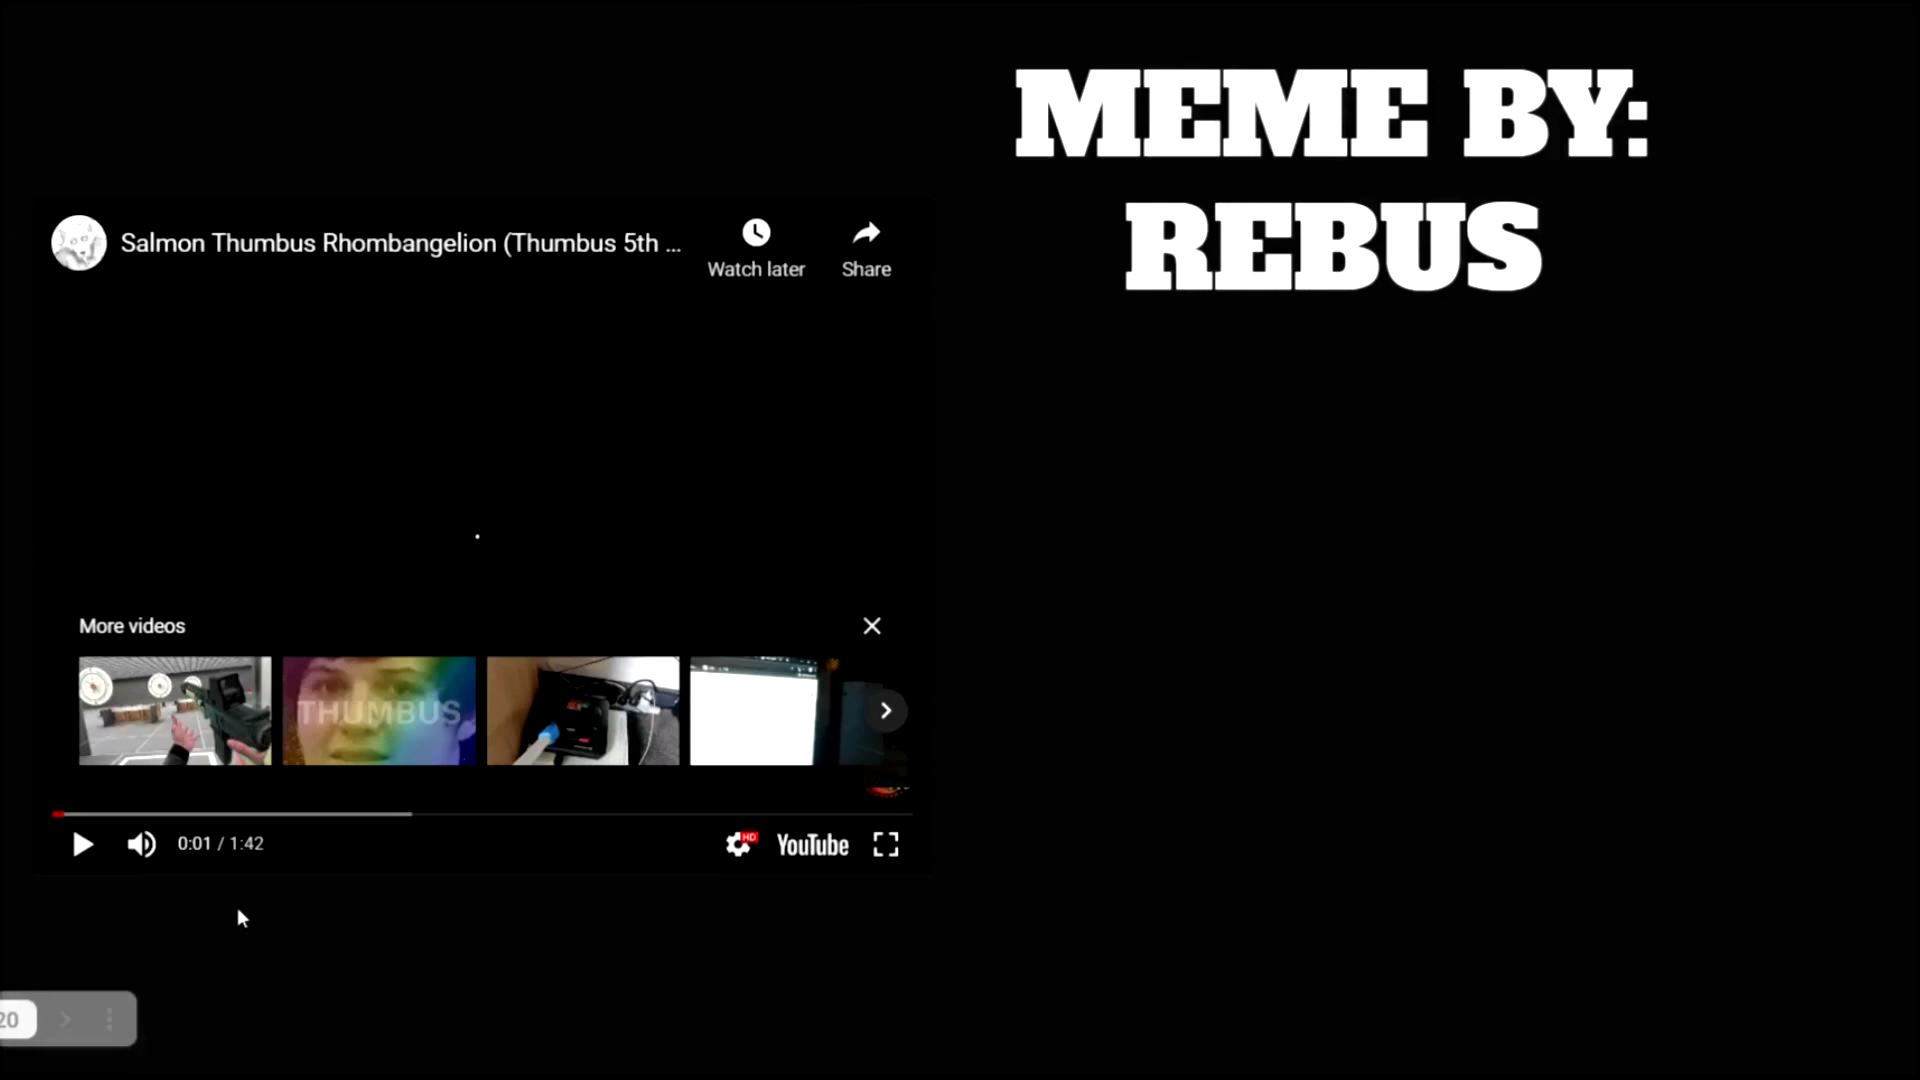 MEME BY:
REBUS
Salmon Thumbus Rhombangelion (Thumbus 5th ...
Watch later
Share
More videos
THUMBUS
0:01 / 1:42
HD
YouTube
20